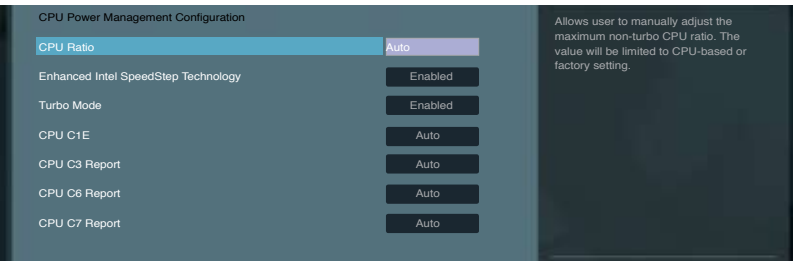 CPU Power Management Configuration
CPU Ratio Auto
Enhanced Intel SpeedStep Technology Enabled
Turbo Mode Enabled
CPU C1E Auto
CPU C3 Report Auto
CPU C6 Report Auto
CPU C7 Report Auto
Allows user to manually adjust the
maximum non-turbo CPU ratio. The
value will be limited to CPU-based or
factory setting.